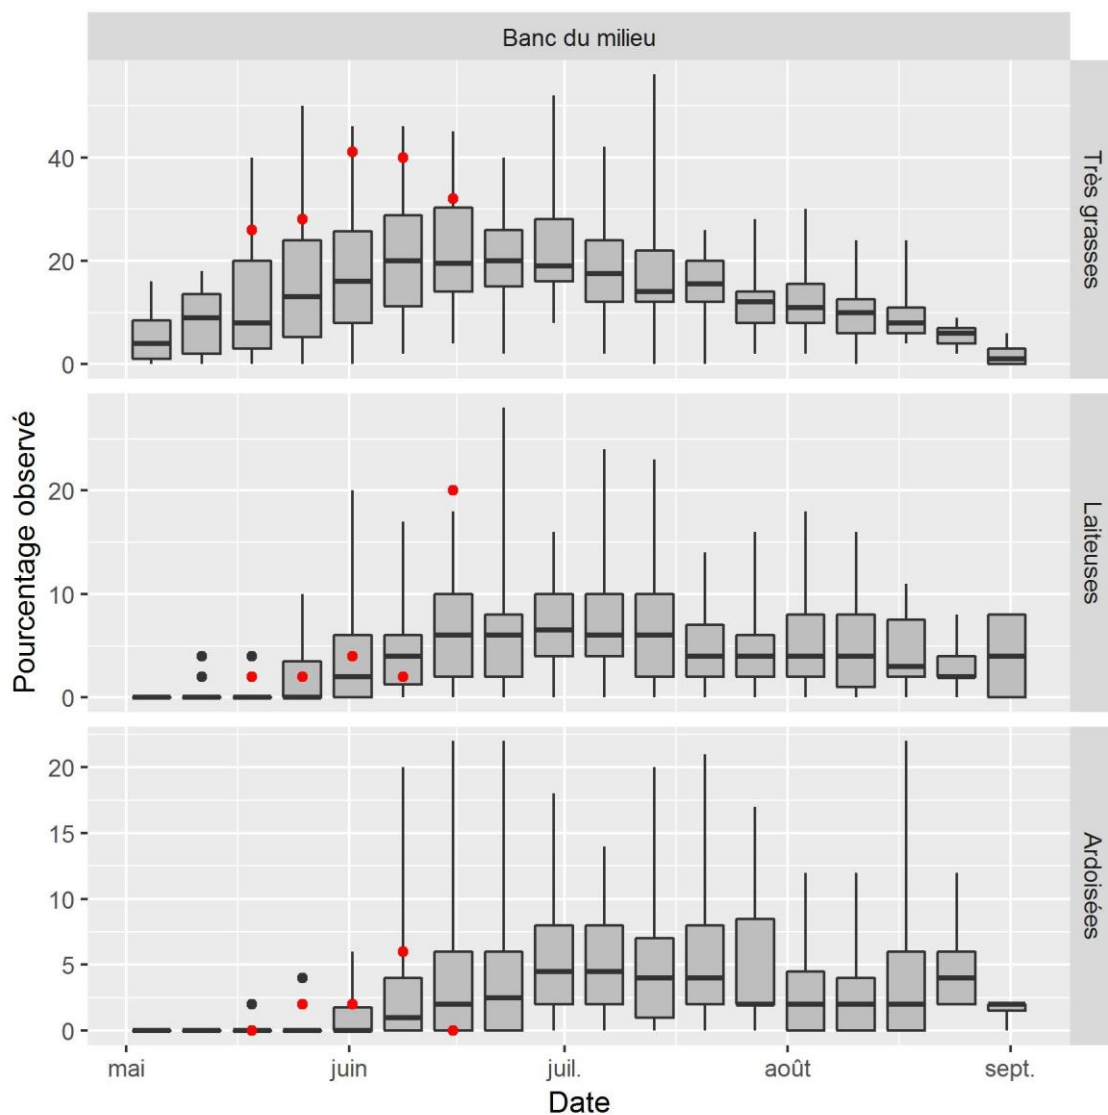 Banc du milieu
Pourcentage observé
40
20
0
Très grasses
20
10
0
Laiteuses
20
15
10
5
0
Ardoisées
mai
juin
juil.
août
sept.
Date